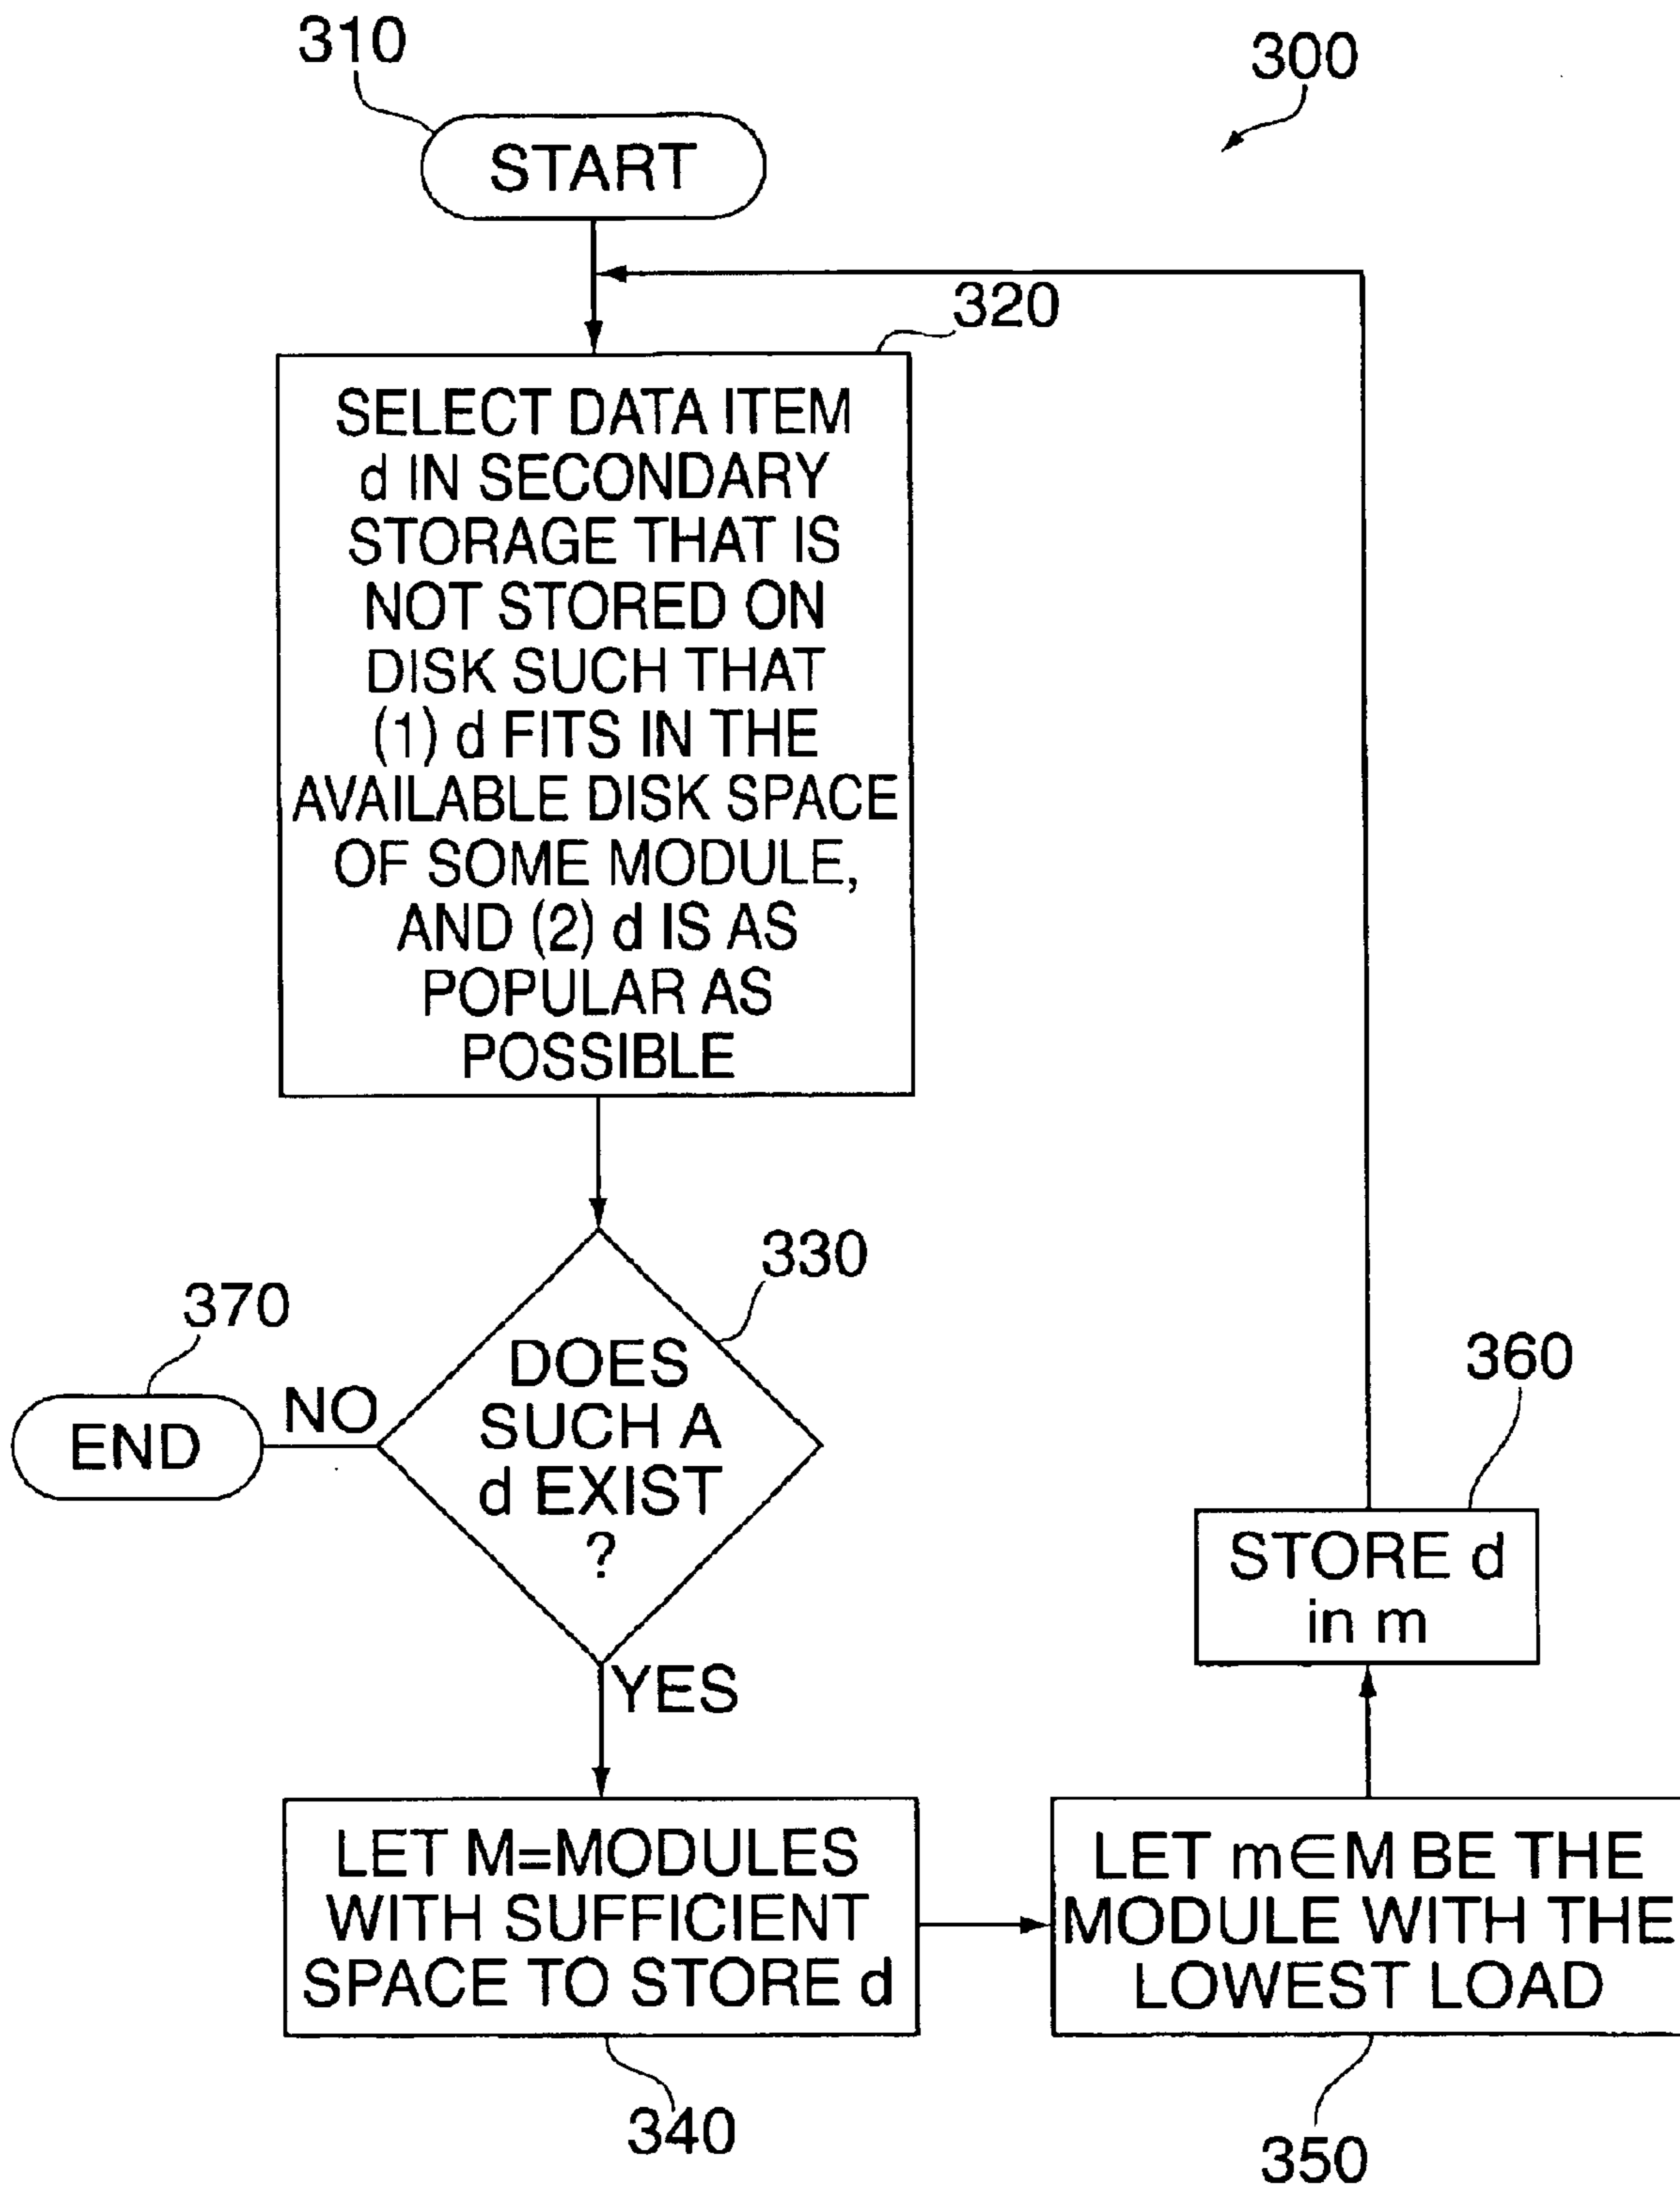 310
300
START
320
SELECT DATA ITEM
d IN SECONDARY
STORAGE THAT IS
NOT STORED ON
DISK SUCH THAT
(1) d FITS IN THE
AVAILABLE DISK SPACE
OF SOME MODULE,
AND (2) d IS AS
POPULAR AS
POSSIBLE
330
370
DOES
SUCH A
d EXIST
?
NO
END
360
STORE d
in m
YES
LET M=MODULES
WITH SUFFICIENT
SPACE TO STORE d
LET m∈M BE THE
MODULE WITH THE
LOWEST LOAD
340
350